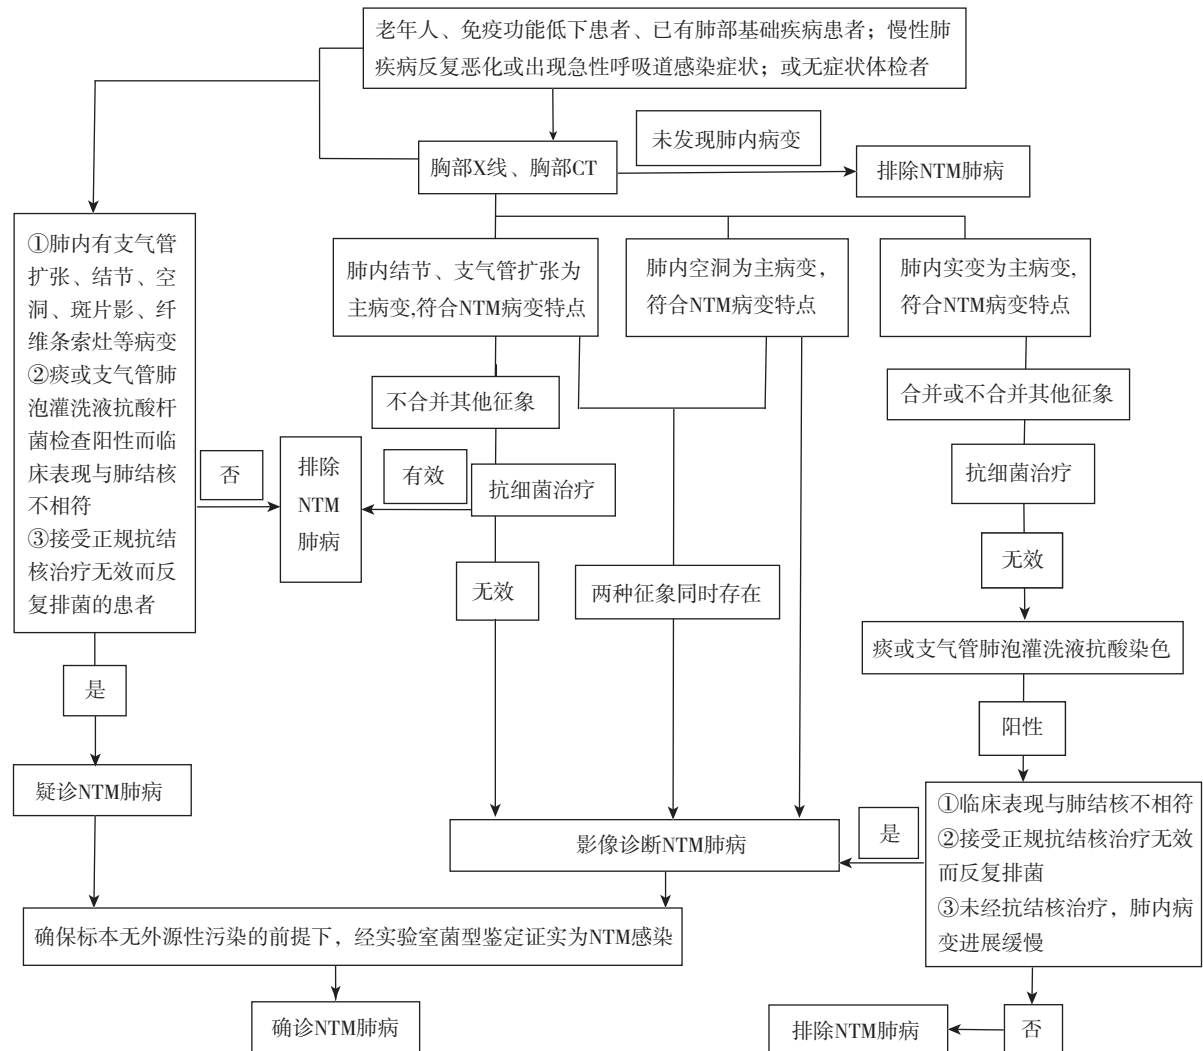 老年人、免疫功能低下患者、已有肺部基础疾病患者；慢性肺
疾病反复恶化或出现急性呼吸道感染症状；或无症状体检者
未发现肺内病变
胸部X线、胸部CT
排除NTM肺病
①肺内有支气管
扩张、结节、空
洞、斑片影、纤
维条索灶等病变
②痰或支气管肺
泡灌洗液抗酸杆
菌检查阳性而临
床表现与肺结核
不相符
③接受正规抗结
核治疗无效而反
复排菌的患者
肺内结节、支气管扩张为
主病变,符合NTM病变特点
肺内空洞为主病变，
符合NTM病变特点
肺内实变为主病变,
符合NTM病变特点
不合并其他征象
合并或不合并其他征象
否
排除
NTM
肺病
有效
抗细菌治疗
抗细菌治疗
无效
无效
两种征象同时存在
痰或支气管肺泡灌洗液抗酸染色
是
阳性
疑诊NTM肺病
①临床表现与肺结核不相符
②接受正规抗结核治疗无效
而反复排菌
③未经抗结核治疗，肺内病
变进展缓慢
影像诊断NTM肺病
是
确保标本无外源性污染的前提下，经实验室菌型鉴定证实为NTM感染
确诊NTM肺病
排除NTM肺病
否